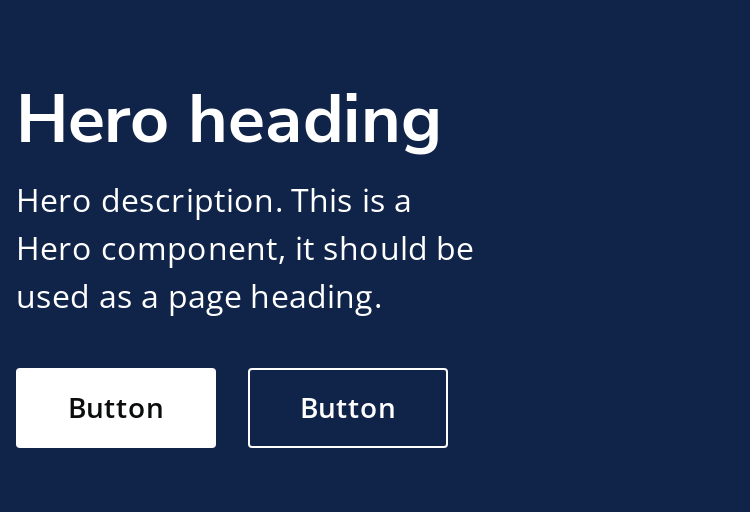 Hero heading
Hero description. This is a
Hero component, it should be
used as a page heading.
Button
Button